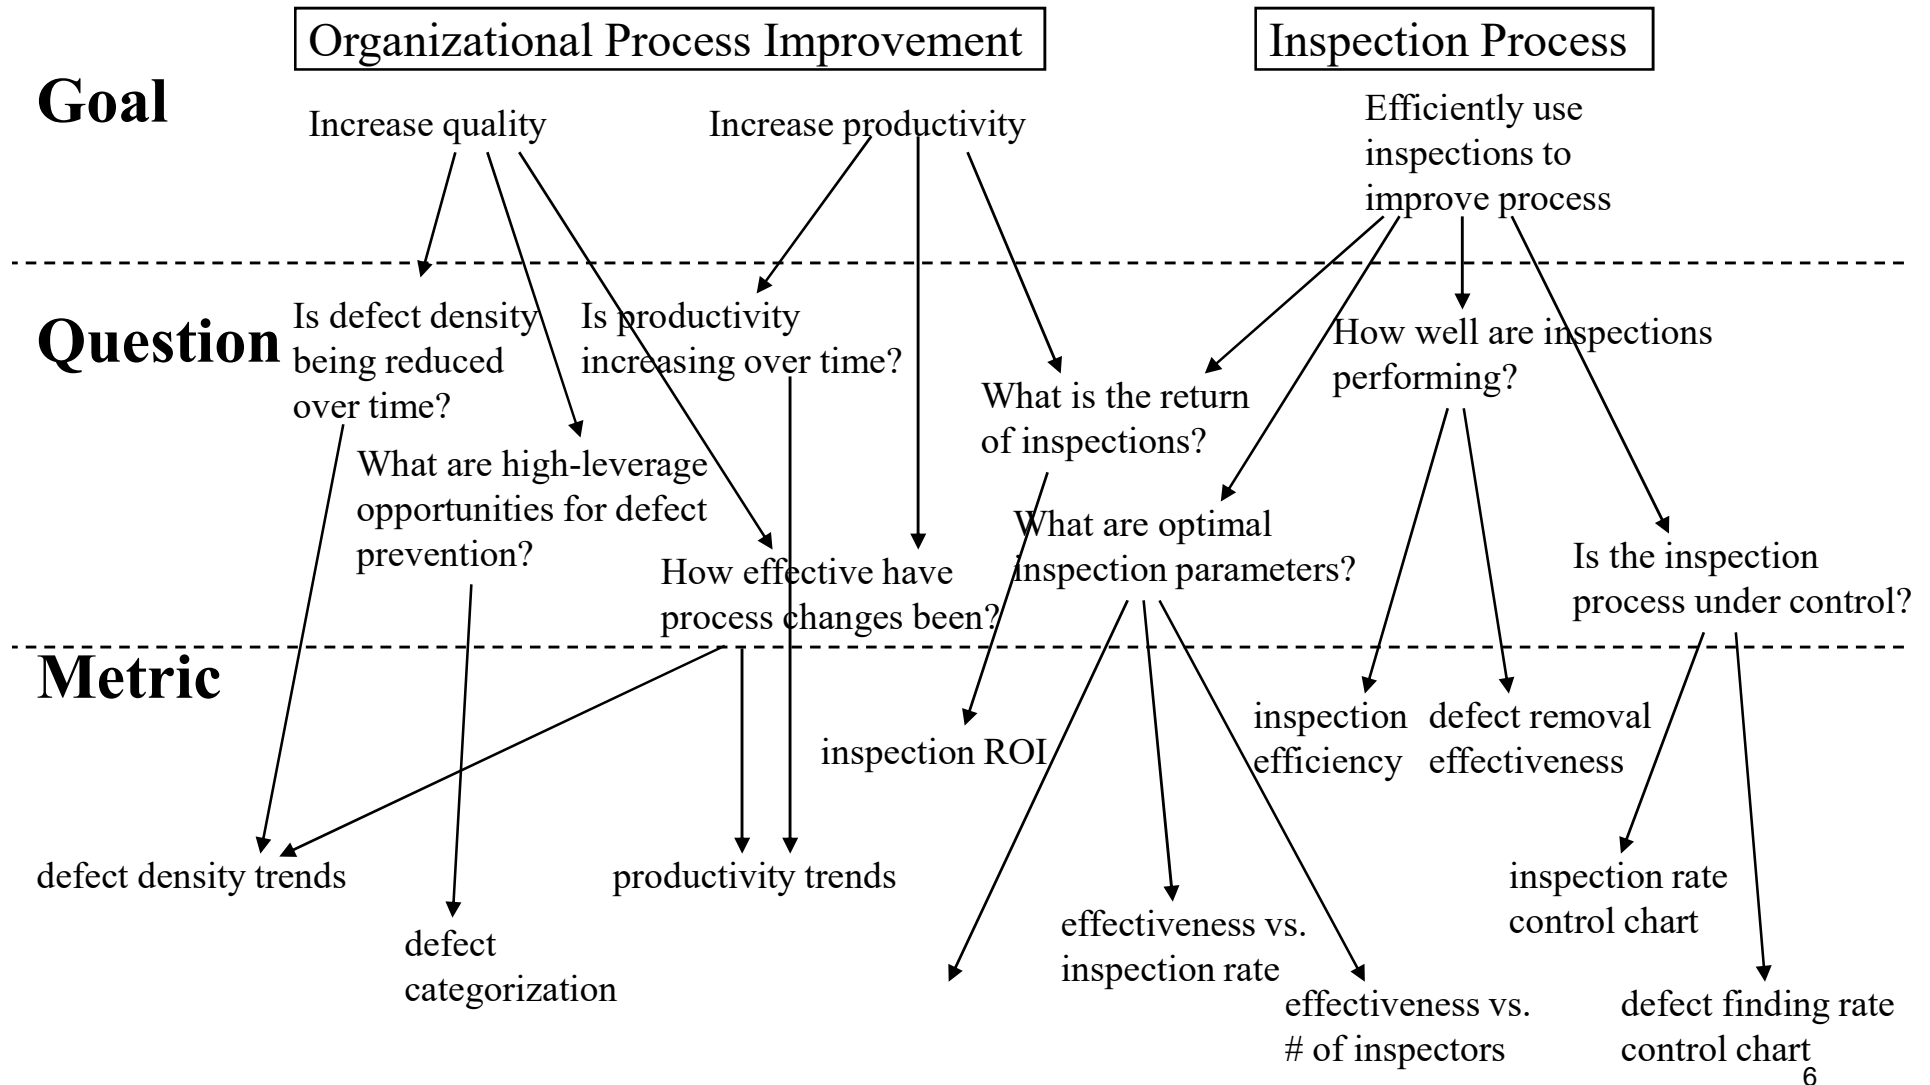 Organizational Process Improvement
Inspection Process
Goal
Increase quality
Increase productivity
Efficiently use
inspections to
improve process
Question
Is defect density
being reduced
over time?
Is productivity
increasing over time?
How well are inspections
performing?
What is the return
of inspections?
What are high-leverage
opportunities for defect
prevention?
What are optimal
inspection parameters?
How effective have
process changes been?
Is the inspection
process under control?
Metric
inspection ROI
inspection
efficiency
defect removal
effectiveness
defect density trends
productivity trends
inspection rate
control chart
defect
categorization
effectiveness vs.
inspection rate
effectiveness vs.
# of inspectors
defect finding rate
control chart
6